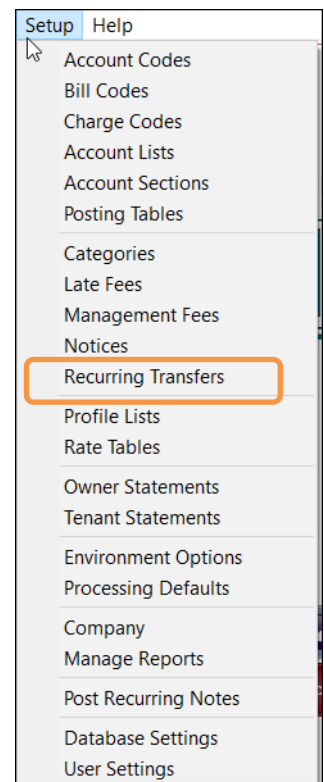 Setup Help
Account Codes
Bill Codes
Charge Codes
Account Lists
Account Sections
Posting Tables
Categories
Late Fees
Management Fees
Notices
Recurring Transfers
Profile Lists
Rate Tables
Owner Statements
Tenant Statements
Environment Options
Processing Defaults
Company
Manage Reports
Post Recurring Notes
Database Settings
User Settings